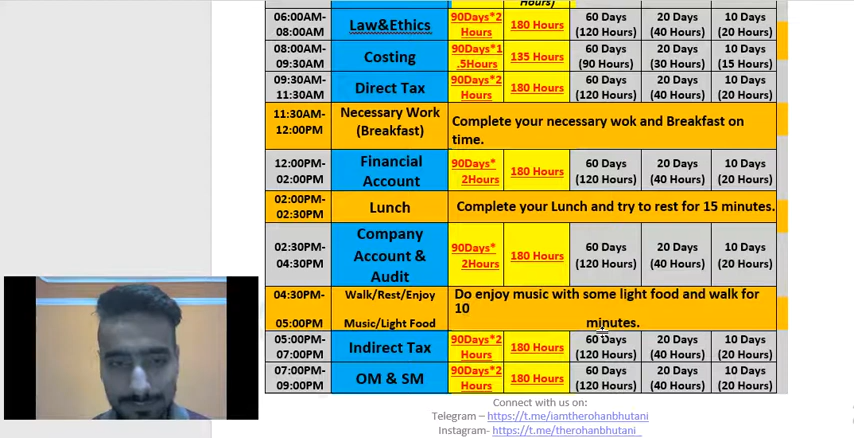 Hours)
06:00AM-
08:00AM
Law&Ethics
90Days*2
Hours
180 Hours
60 Days
(120 Hours)
20 Days
(40 Hours)
10 Days
(20 Hours)
08:00AM-
09:30AM
Costing
90Days*1
.5Hours
135 Hours
60 Days
(90 Hours)
20 Days
(30 Hours)
10 Days
(15 Hours)
09:30AM-
11:30AM
Direct Tax
90Days*2
Hours
180 Hours
60 Days
(120 Hours)
20 Days
(40 Hours)
10 Days
(20 Hours)
11:30AM-
12:00PM
Necessary Work
(Breakfast)
Complete your necessary wok and Breakfast on
time.
12:00PM-
02:00PM
Financial
Account
90Days*
2Hours
180 Hours
60 Days
(120 Hours)
20 Days
(40 Hours)
10 Days
(20 Hours)
02:00PM-
02:30PM
Lunch
Complete your Lunch and try to rest for 15 minutes.
02:30PM-
04:30PM
Company
Account &
Audit
90Days*
2Hours
180 Hours
60 Days
(120 Hours)
20 Days
(40 Hours)
10 Days
(20 Hours)
04:30PM-
05:00PM
Walk/Rest/Enjoy
Music/Light Food
Do enjoy music with some light food and walk for
10
minutes.
05:00PM-
07:00PM
Indirect Tax
90Days*2
Hours
180 Hours
60 Days
(120 Hours)
20 Days
(40 Hours)
10 Days
(20 Hours)
07:00PM-
09:00PM
OM & SM
90Days*2
Hours
180 Hours
60 Days
(120 Hours)
20 Days
(40 Hours)
10 Days
(20 Hours)
Connect with us on:
Telegram – https://t.me/iamtherohanbhutani
Instagram- https://t.me/therohanbhutani